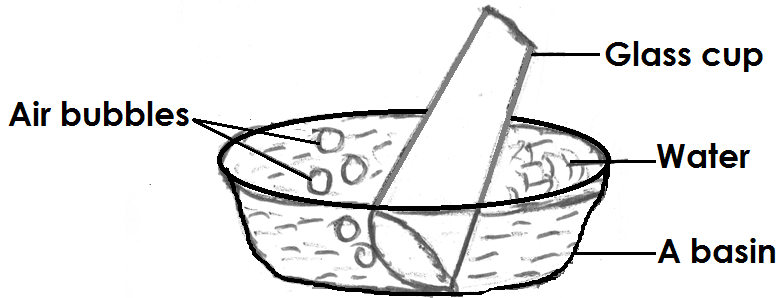 Glass cup
Air bubbles
Water
A basin